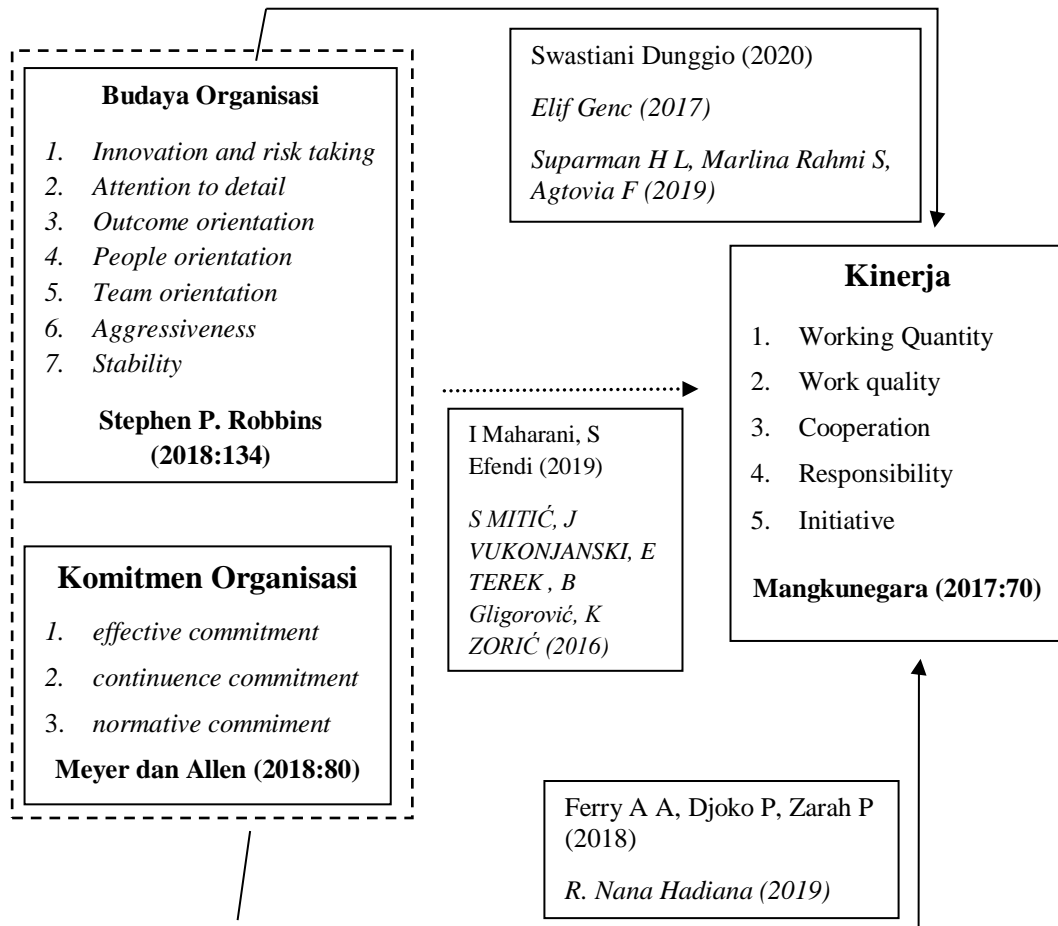 Budaya Organisasi
1. Innovation and risk taking
2. Attention to detail
3. Outcome orientation
4. People orientation
5. Team orientation
6. Aggressiveness
7. Stability
Stephen P. Robbins
(2018:134)
Komitmen Organisasi
1. effective commitment
2. continuence commitment
3. normative commiment
Meyer dan Allen (2018:80)
Swastiani Dunggio (2020)
Elif Genc (2017)
Suparman H L, Marlina Rahmi S,
Agtovia F (2019)
I Maharani, S
Efendi (2019)
S MITIĆ, J
VUKONJANSKI, E
TEREK , B
Gligorović, K
ZORIĆ (2016)
Kinerja
1. Working Quantity
2. Work quality
3. Cooperation
4. Responsibility
5. Initiative
Mangkunegara (2017:70)
Ferry A A, Djoko P, Zarah P
(2018)
R. Nana Hadiana (2019)